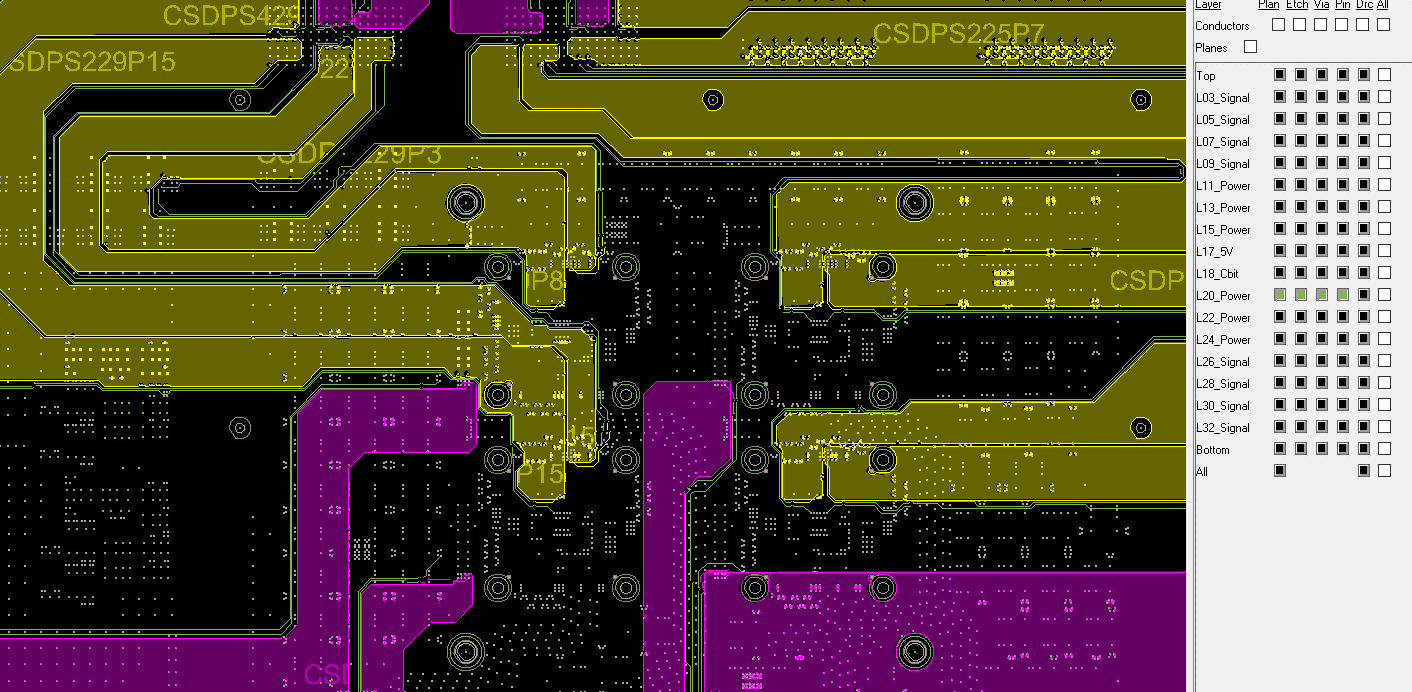 CSDPS429
CSDPS225P7
SDPS229P15
22
CSDP
229P3
P8
CSDP
15
P15
CSI
Layer Plan Etch Via Pin Drc All
Conductors
Planes
Top
L03_Signal
L05_Signal
L07_Signal
L09_Signal
L11_Power
L13_Power
L15_Power
L17_5V
L18_Cbit
L20_Power
L22_Power
L24_Power
L26_Signal
L28_Signal
L30_Signal
L32_Signal
Bottom
All